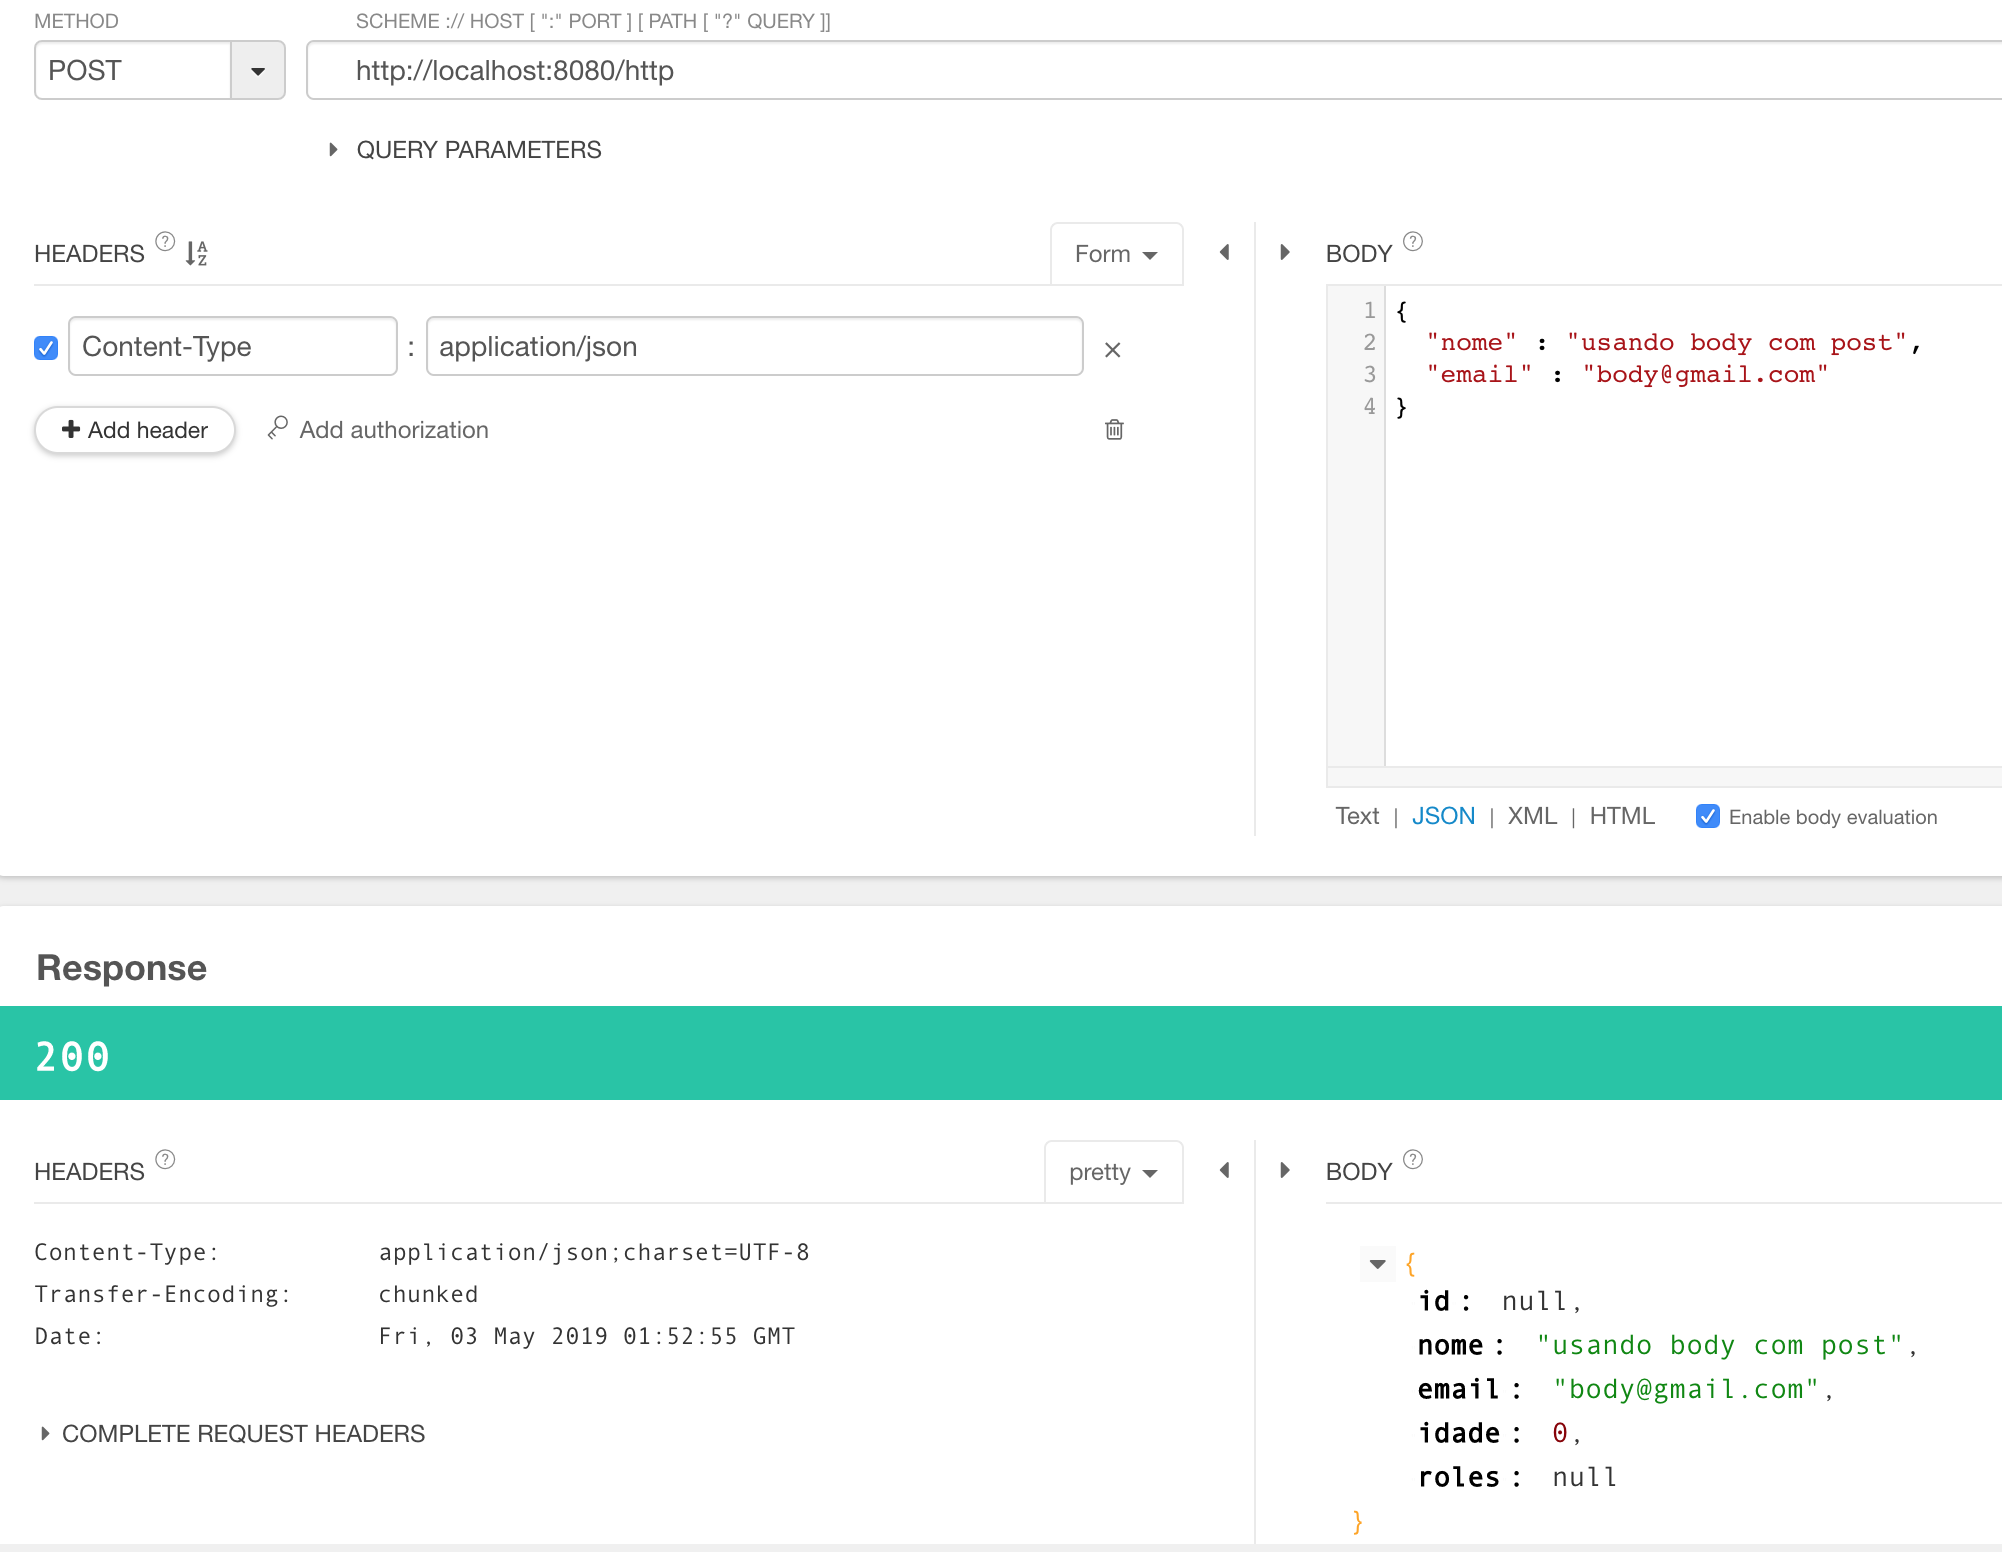 METHOD
SCHEME :// HOST [ ":" PORT ] [ PATH [ "?" QUERY ]]
POST
http://localhost:8080/http
QUERY PARAMETERS
HEADERS ? A Z
Form
Content-Type : application/json ×
+ Add header Add authorization
BODY ?
1 {
2 "nome" : "usando body com post",
3 "email" : "body@gmail.com"
4 }
Text | JSON | XML | HTML Enable body evaluation
Response
200
HEADERS ?
pretty
Content-Type: application/json;charset=UTF-8
Transfer-Encoding: chunked
Date: Fri, 03 May 2019 01:52:55 GMT
COMPLETE REQUEST HEADERS
BODY ?
{
id : null,
nome : "usando body com post",
email : "body@gmail.com",
idade : 0,
roles : null
}